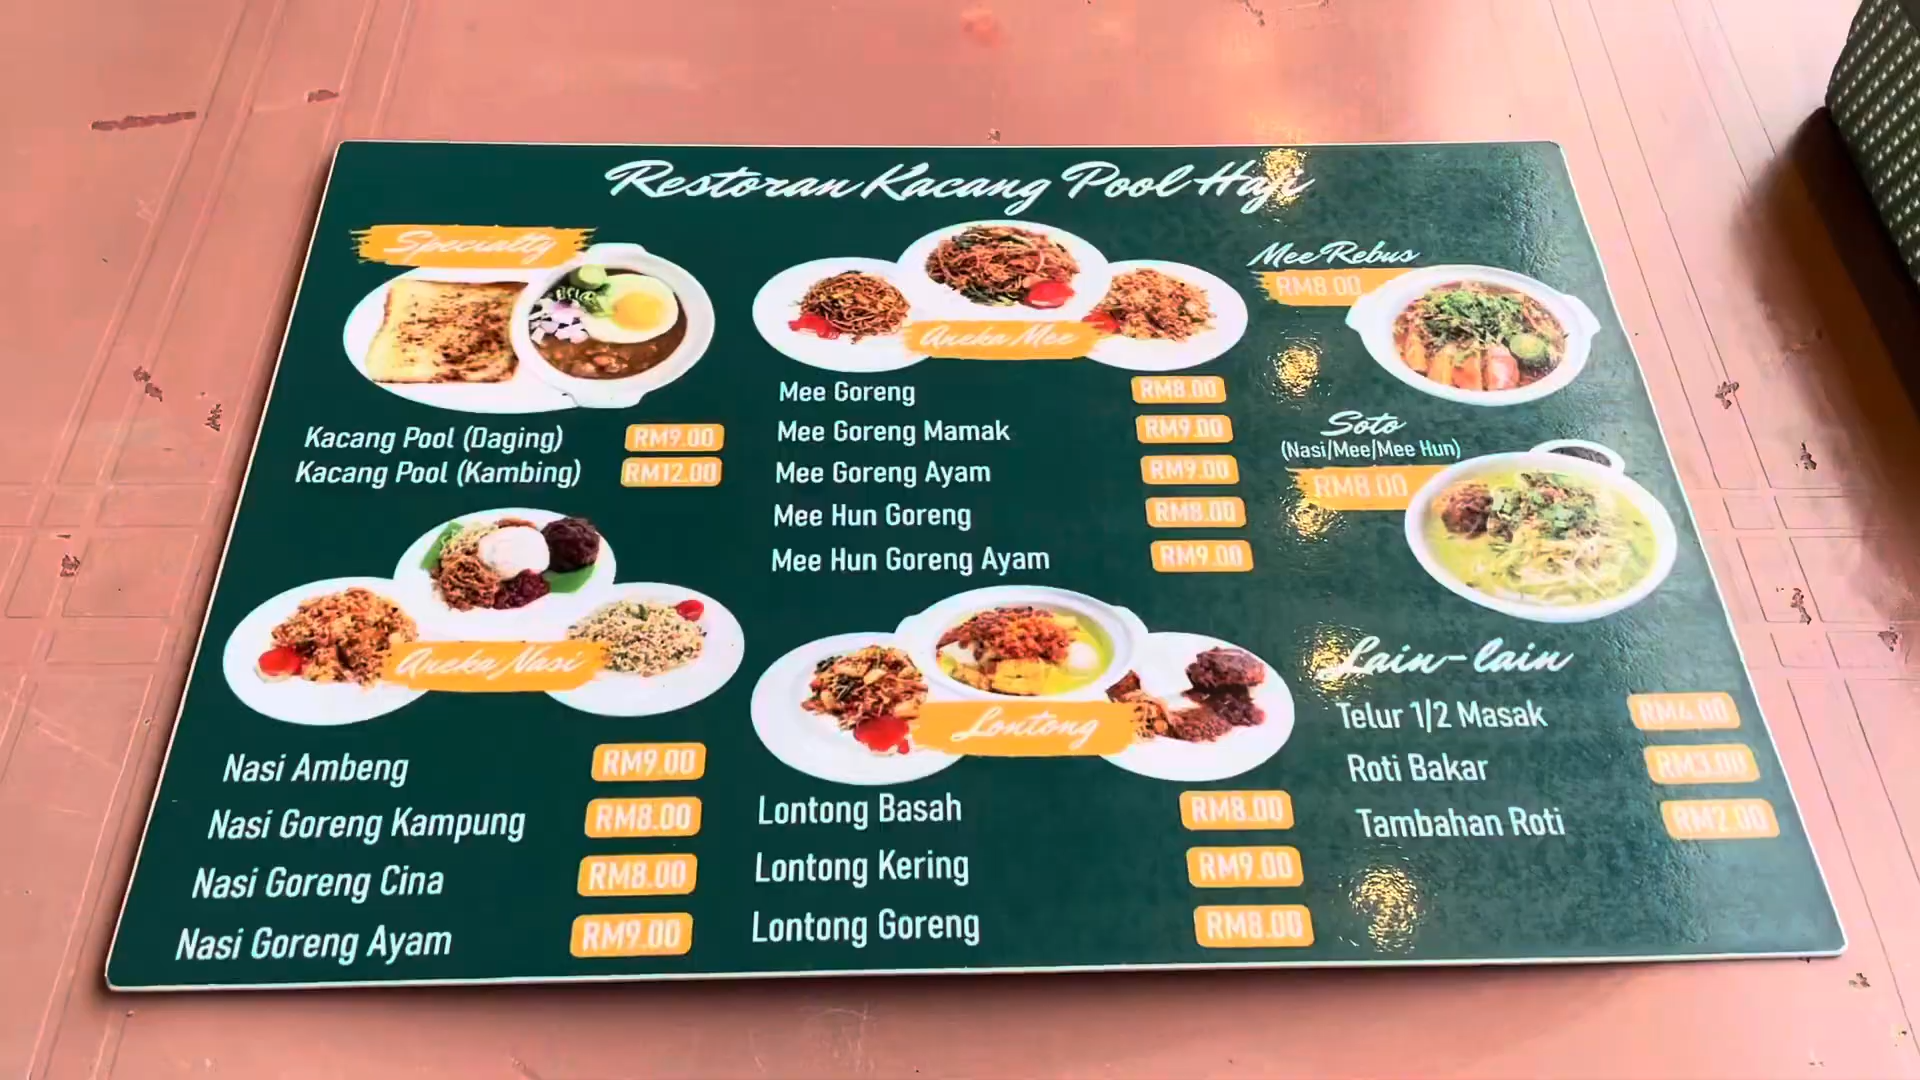 Restoran Kacang Pool Haji
Specialty
Kacang Pool (Daging) RM9.00
Kacang Pool (Kambing) RM12.00
Aneka Nasi
Nasi Ambeng RM9.00
Nasi Goreng Kampung RM8.00
Nasi Goreng Cina RM8.00
Nasi Goreng Ayam RM9.00
Aneka Mee
Mee Goreng RM8.00
Mee Goreng Mamak RM9.00
Mee Goreng Ayam RM9.00
Mee Hun Goreng RM8.00
Mee Hun Goreng Ayam RM9.00
Lontong
Lontong Basah RM8.00
Lontong Kering RM9.00
Lontong Goreng RM8.00
Mee Rebus
RM8.00
Soto
(Nasi/Mee/Mee Hun)
RM8.00
Lain-lain
Telur 1/2 Masak RM4.00
Roti Bakar RM3.00
Tambahan Roti RM2.00